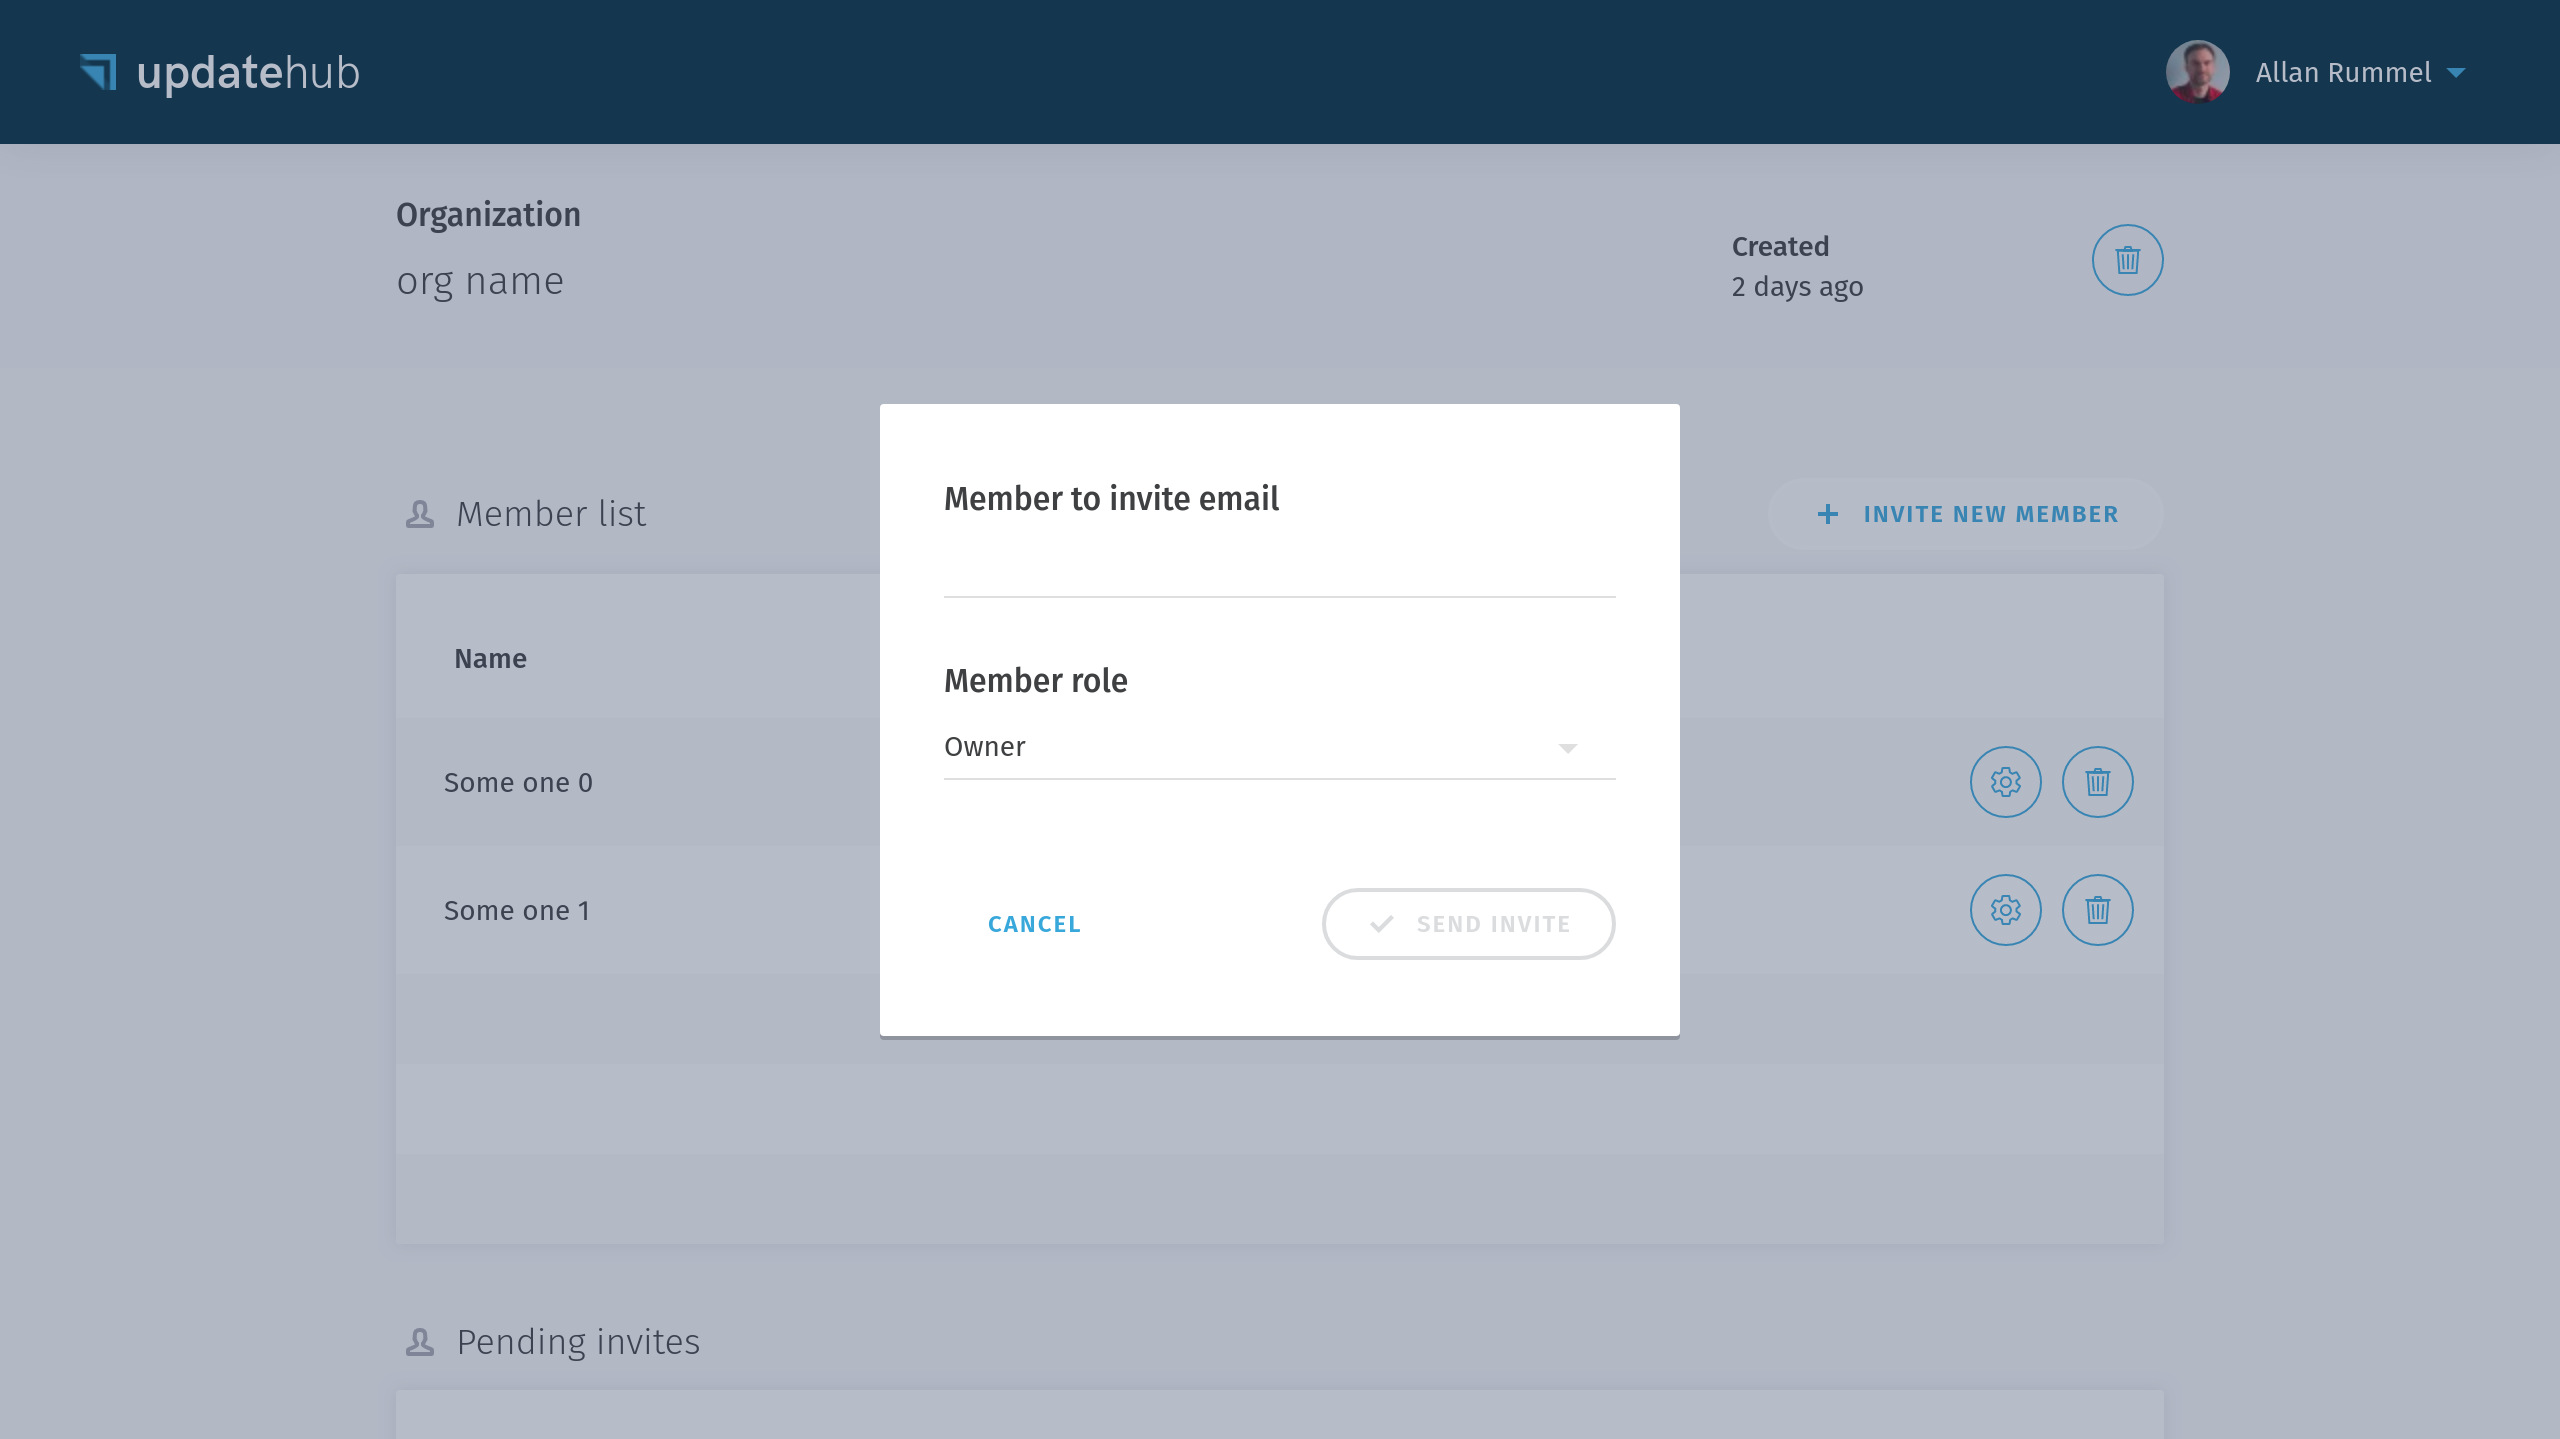 updatehub
Allan Rummel
Organization
org name
Created
2 days ago
Member list
INVITE NEW MEMBER
Name
Some one 0
Some one 1
Member to invite email
Member role
Owner
CANCEL
SEND INVITE
Pending invites